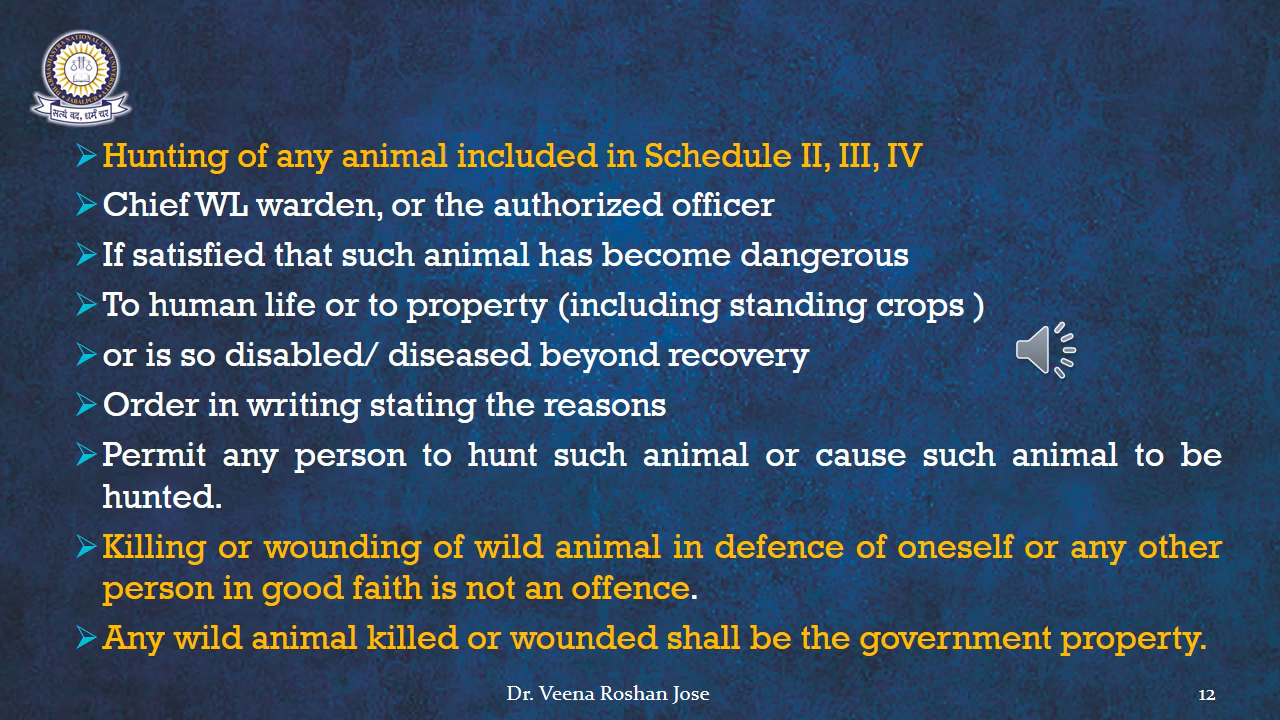 DHARMASHASTRA NATIONAL LAW UNIVERSITY
JABALPUR
सत्यं वद, धर्मं चर
Hunting of any animal included in Schedule II, III, IV
Chief WL warden, or the authorized officer
If satisfied that such animal has become dangerous
To human life or to property (including standing crops )
or is so disabled/ diseased beyond recovery
Order in writing stating the reasons
Permit any person to hunt such animal or cause such animal to be
hunted.
Killing or wounding of wild animal in defence of oneself or any other
person in good faith is not an offence.
Any wild animal killed or wounded shall be the government property.
Dr. Veena Roshan Jose
12